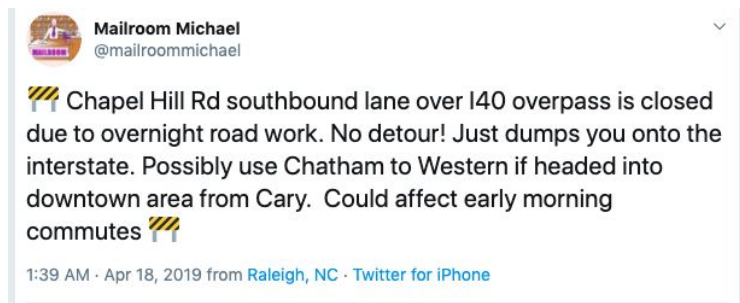 Mailroom Michael
@mailroommichael
🚧 Chapel Hill Rd southbound lane over I40 overpass is closed
due to overnight road work. No detour! Just dumps you onto the
interstate. Possibly use Chatham to Western if headed into
downtown area from Cary.  Could affect early morning
commutes 🚧
1:39 AM · Apr 18, 2019 from Raleigh, NC · Twitter for iPhone
MAILROOM